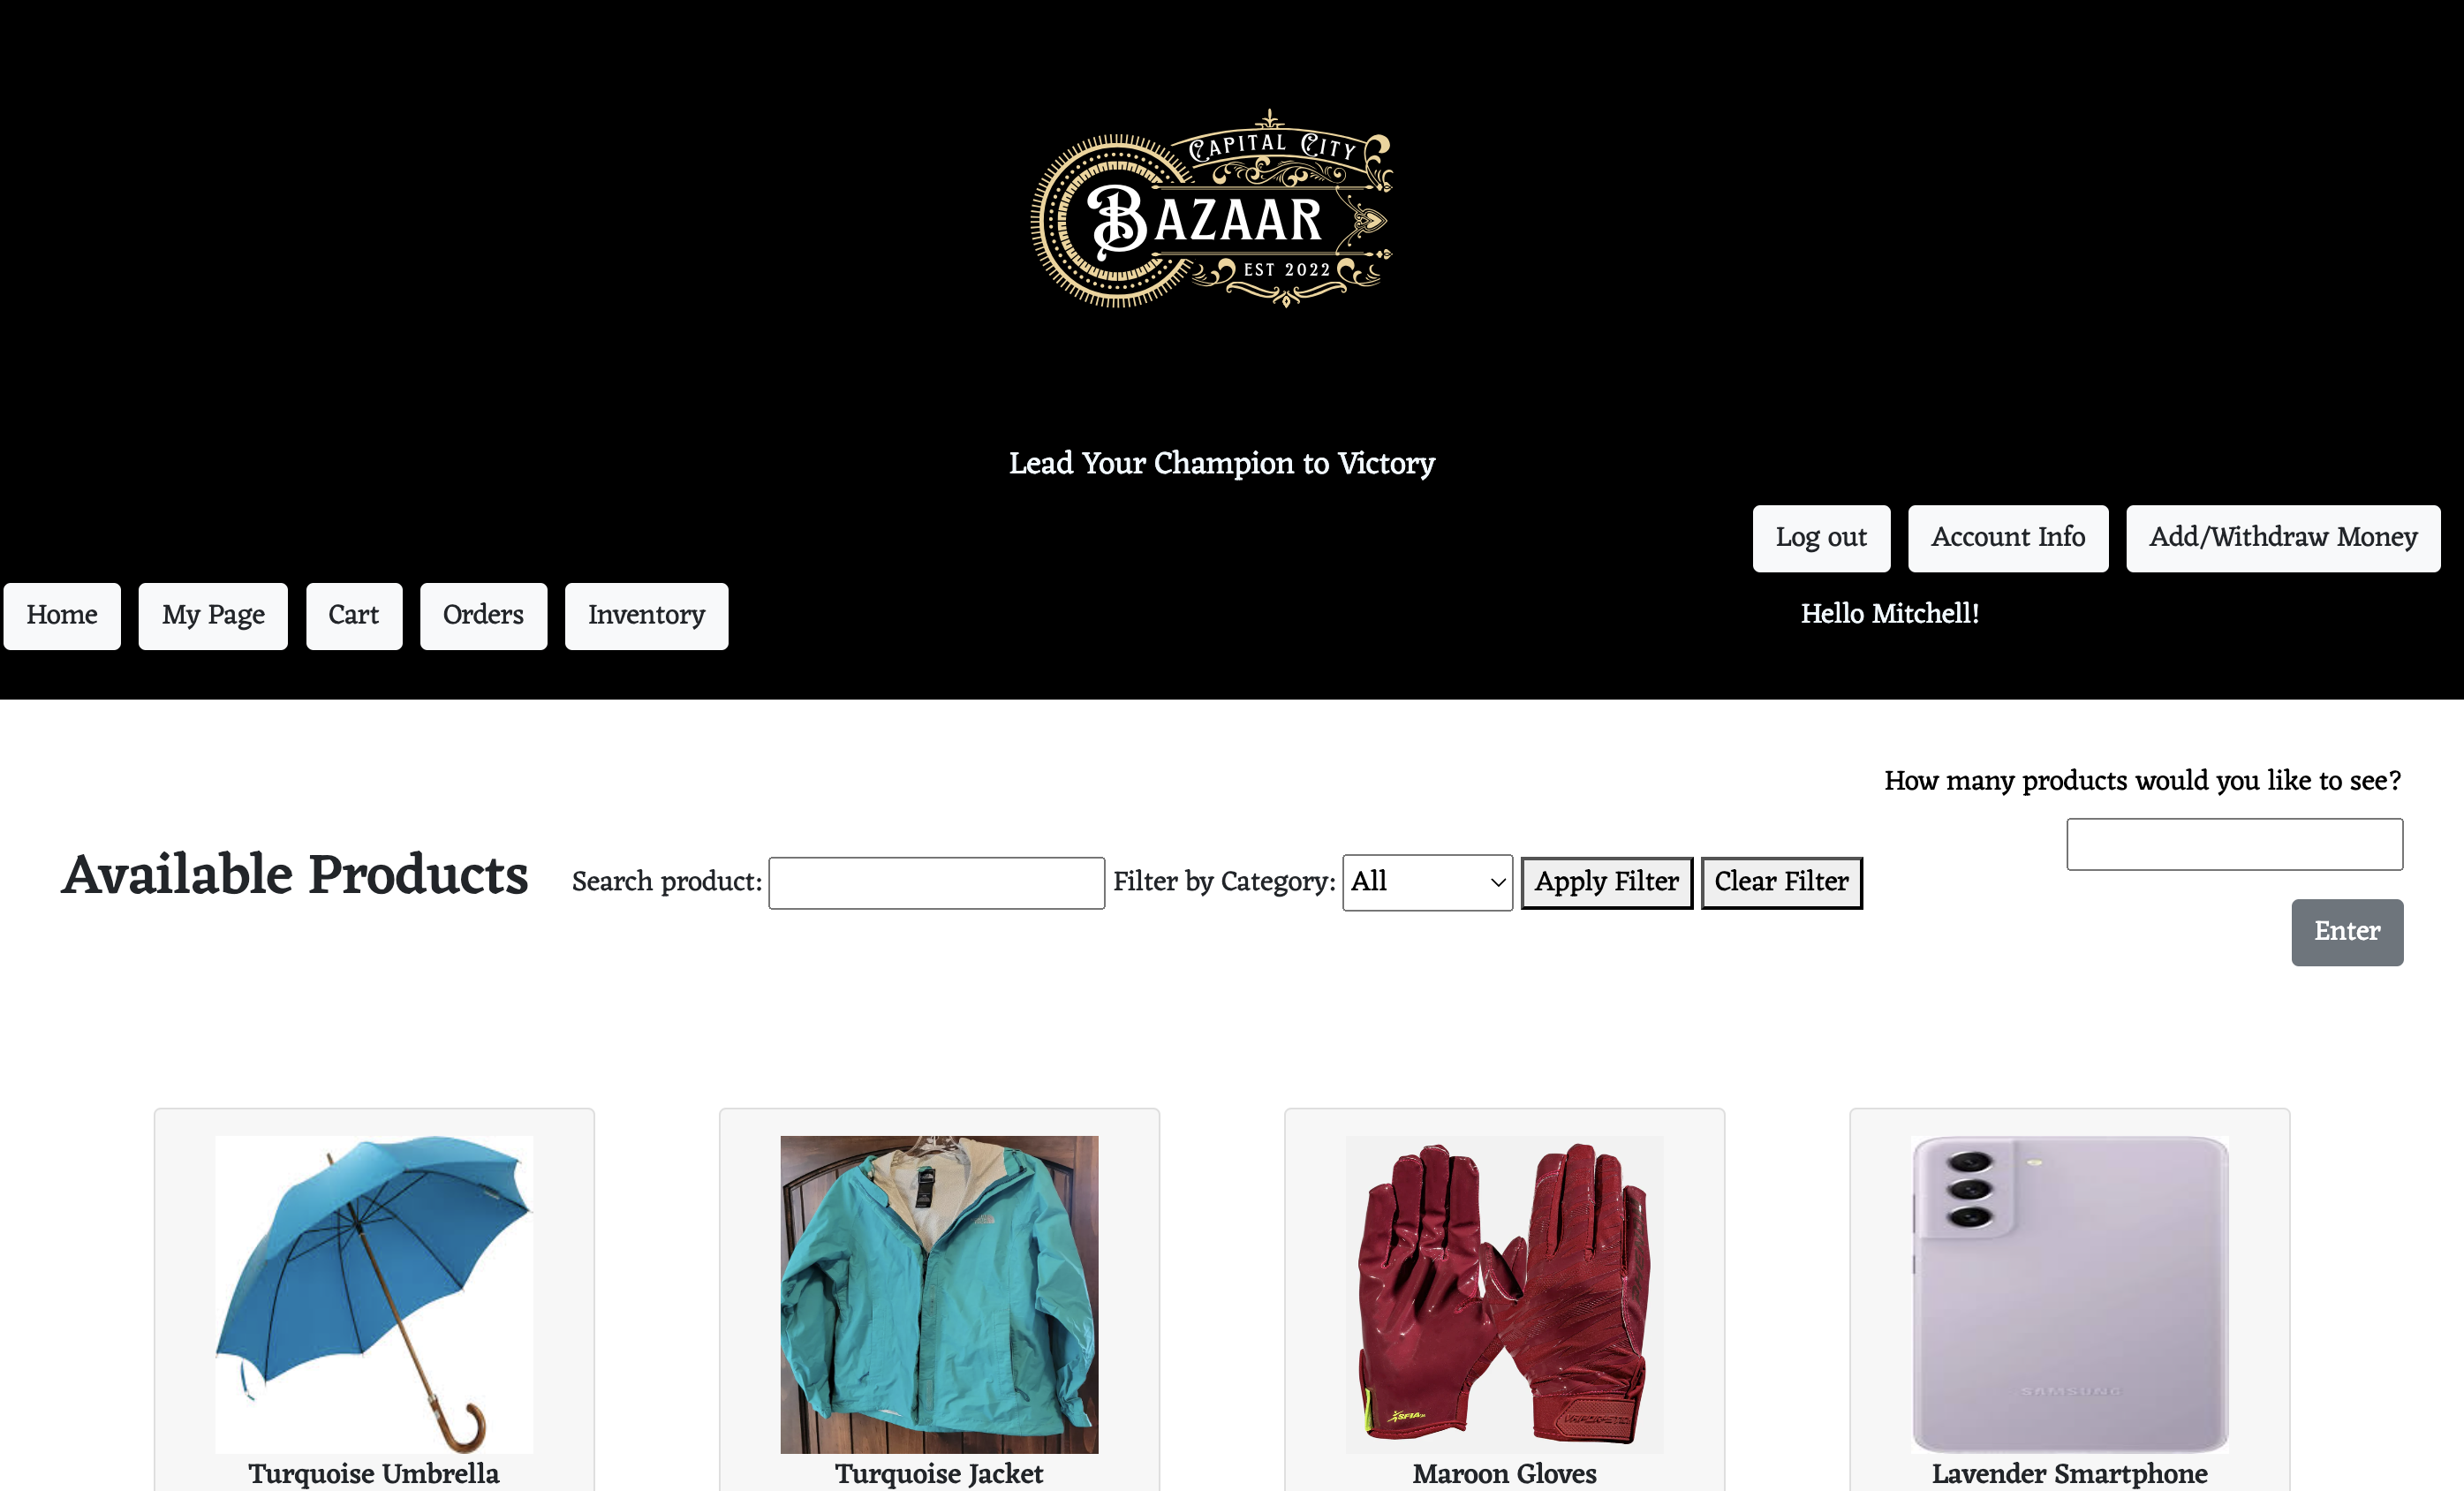 CAPITAL CITY
BAZAAR
EST 2022
Lead Your Champion to Victory
Log out Account Info Add/Withdraw Money
Home My Page Cart Orders Inventory Hello Mitchell!
How many products would you like to see?
Available Products Search product: Filter by Category: All Apply Filter Clear Filter
Enter
SAMSUNG
Turquoise Umbrella Turquoise Jacket Maroon Gloves Lavender Smartphone